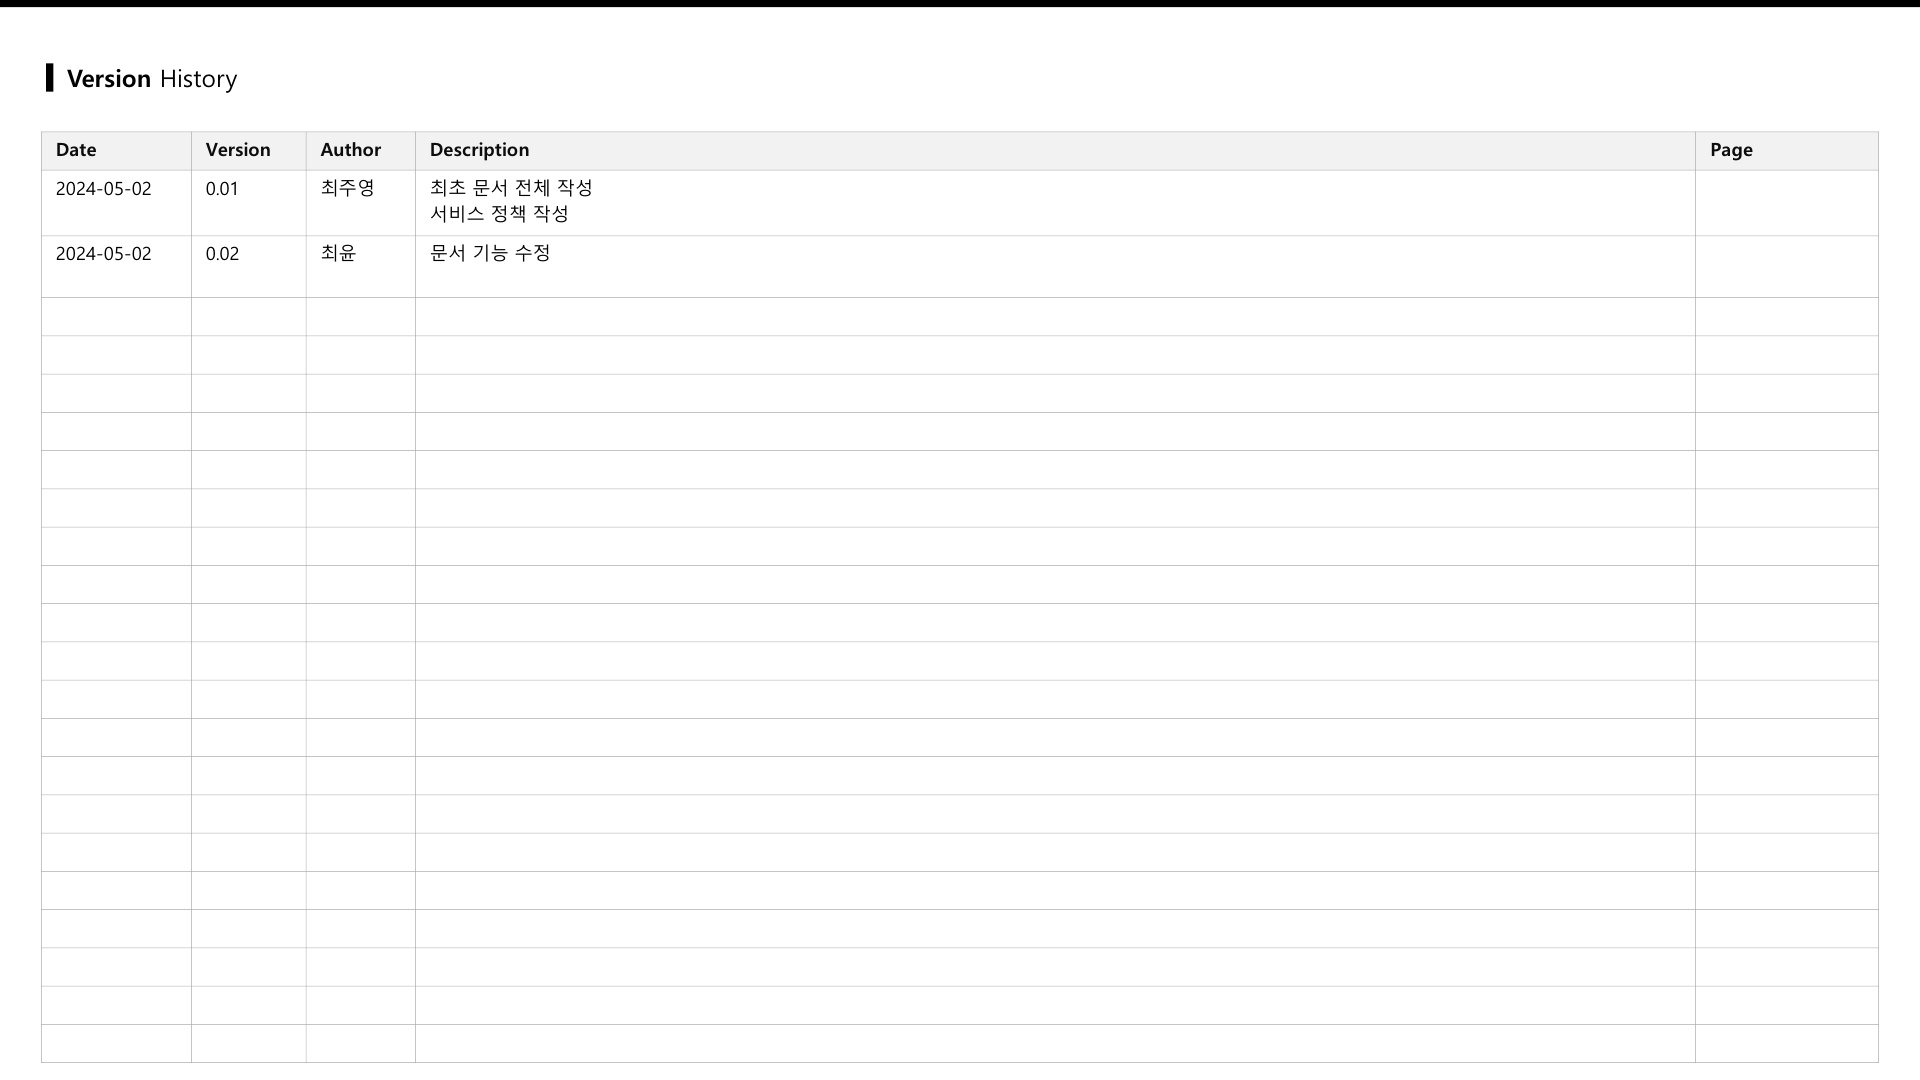 Version History
Date Version Author Description Page
2024-05-02 0.01 최주영 최초 문서 전체 작성
서비스 정책 작성
2024-05-02 0.02 최윤 문서 기능 수정